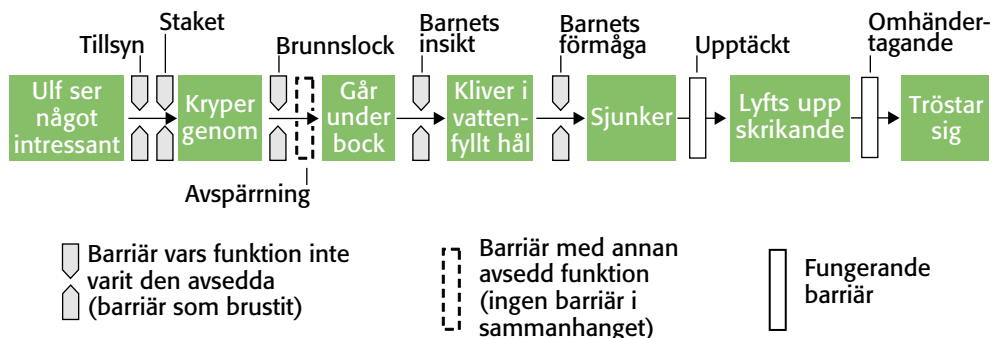 Tillsyn
Staket
Brunnslock
Barnets
insikt
Barnets
förmåga
Upptäckt
Omhänder-
tagande
Ulf ser
något
intressant
Kryper
genom
Går
under
bock
Kliver i
vatten-
fyllt hål
Sjunker
Lyfts upp
skrikande
Tröstar
sig
Avspärrning
Barriär vars funktion inte
varit den avsedda
(barriär som brustit)
Barriär med annan
avsedd funktion
(ingen barriär i
sammanhanget)
Fungerande
barriär